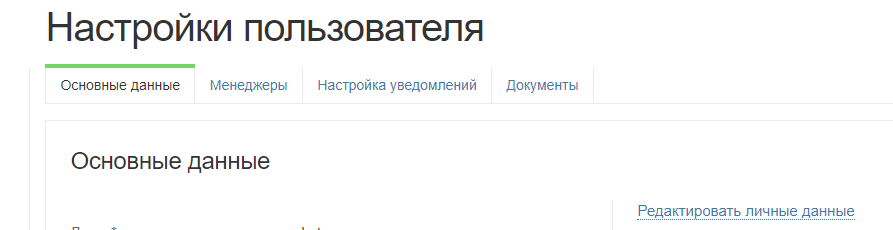 Настройки пользователя
Основные данные Менеджеры Настройка уведомлений Документы
Основные данные
Редактировать личные данные